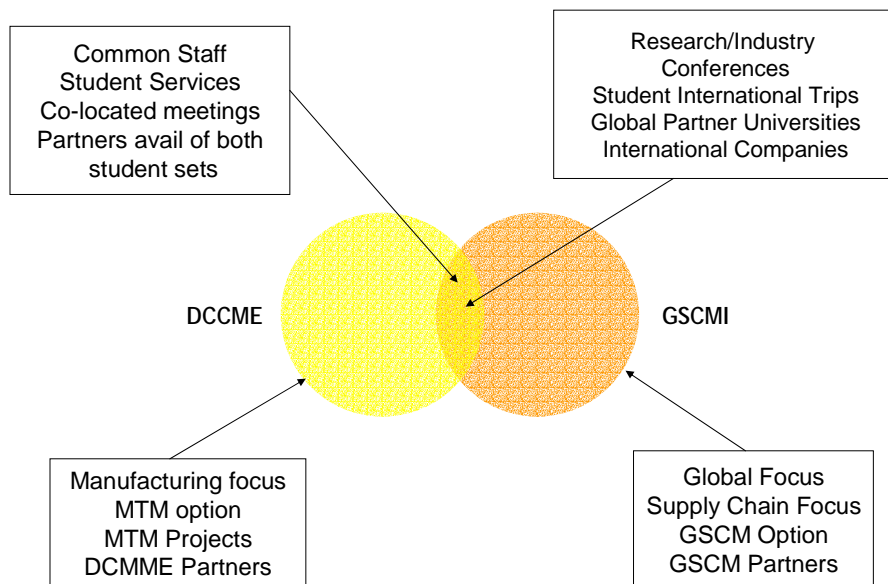 Common Staff
Student Services
Co-located meetings
Partners avail of both
student sets
Research/Industry
Conferences
Student International Trips
Global Partner Universities
International Companies
DCCME
GSCMI
Manufacturing focus
MTM option
MTM Projects
DCMME Partners
Global Focus
Supply Chain Focus
GSCM Option
GSCM Partners